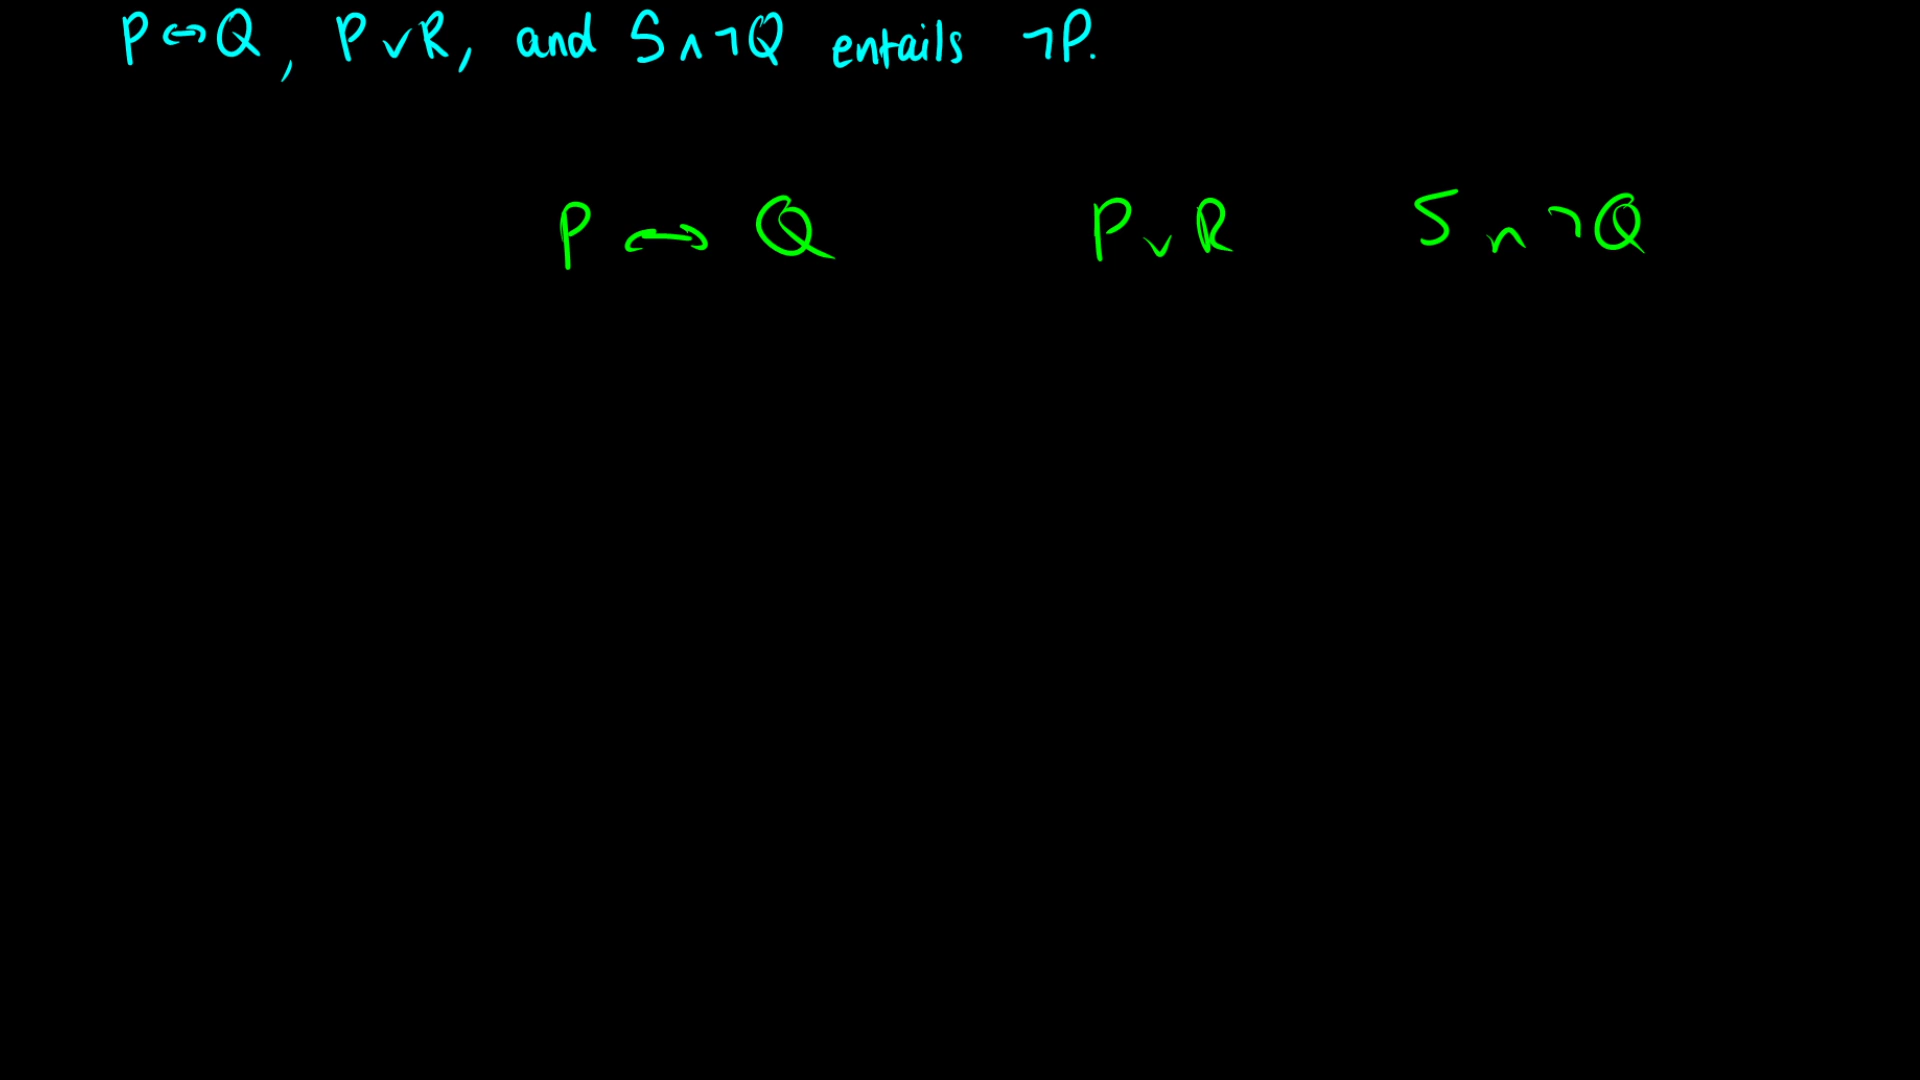 P↔Q, P∨R, and S∧¬Q entails ¬P.
P ↔ Q P∨R S∧¬Q